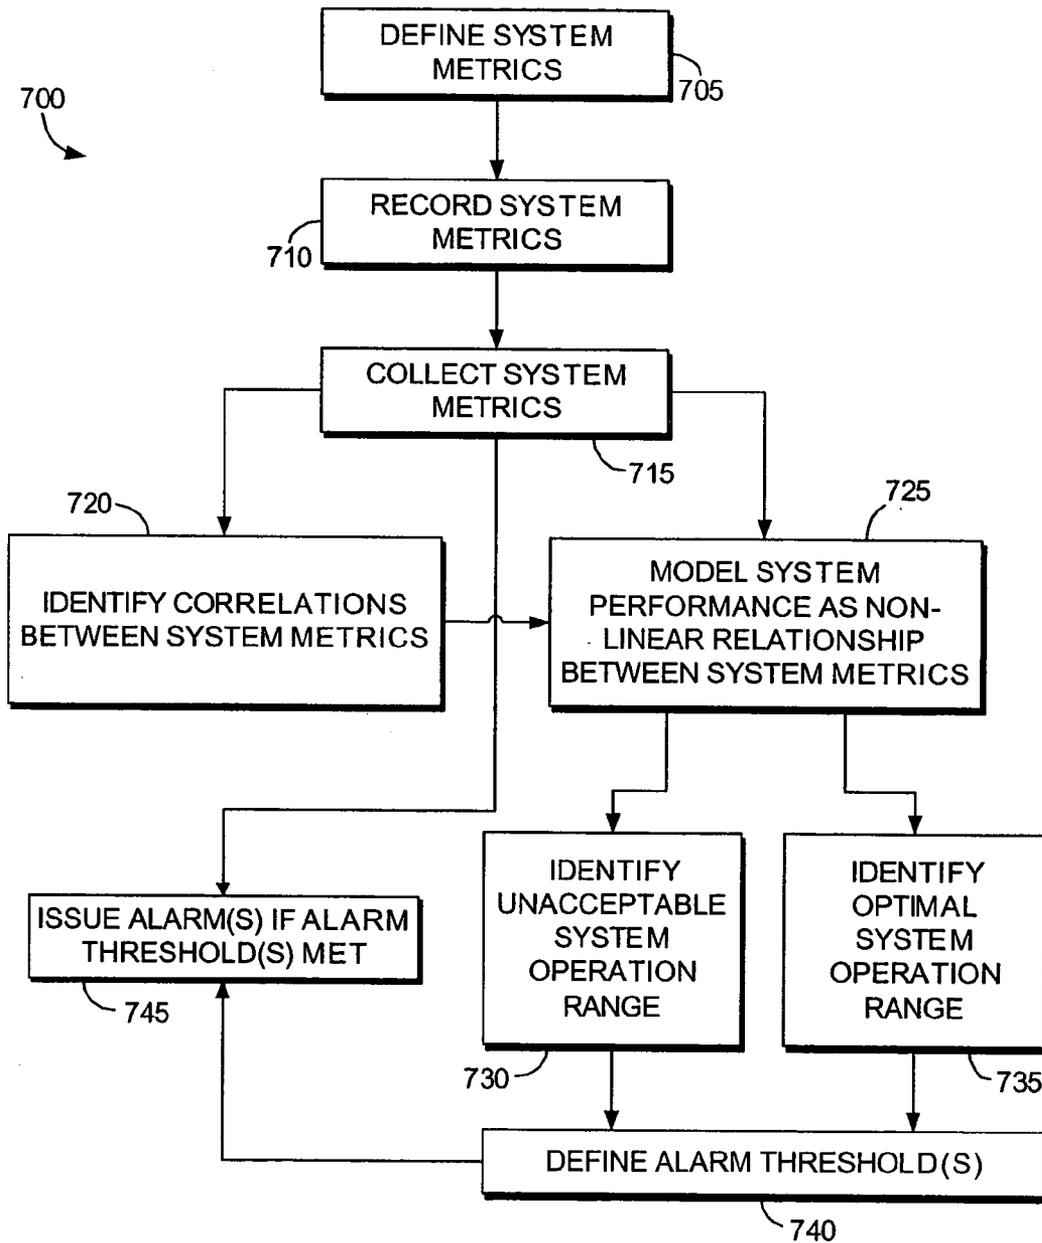 DEFINE SYSTEM
METRICS
705
700
RECORD SYSTEM
METRICS
710
COLLECT SYSTEM
METRICS
715
720
IDENTIFY CORRELATIONS
BETWEEN SYSTEM METRICS
725
MODEL SYSTEM
PERFORMANCE AS NON-
LINEAR RELATIONSHIP
BETWEEN SYSTEM METRICS
IDENTIFY
UNACCEPTABLE
SYSTEM
OPERATION
RANGE
730
IDENTIFY
OPTIMAL
SYSTEM
OPERATION
RANGE
735
ISSUE ALARM(S) IF ALARM
THRESHOLD(S) MET
745
DEFINE ALARM THRESHOLD(S)
740